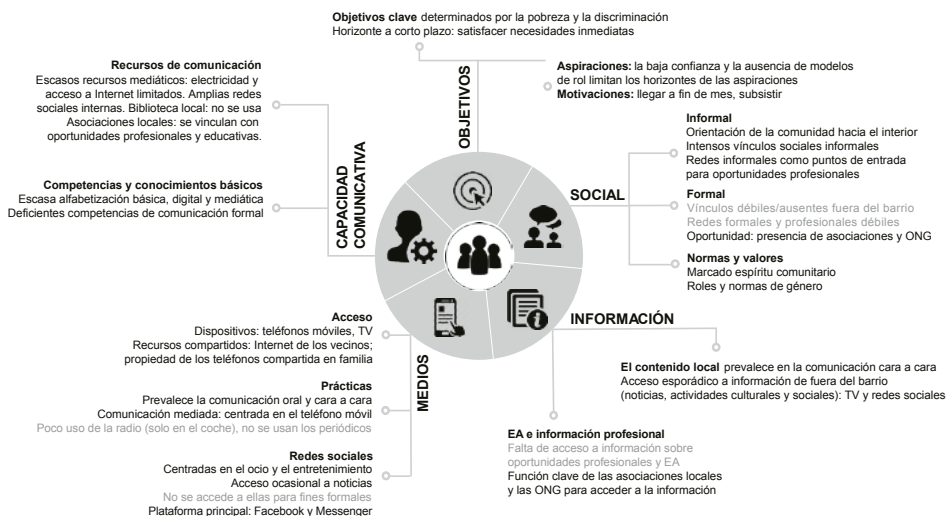 Objetivos clave determinados por la pobreza y la discriminación
Horizonte a corto plazo: satisfacer necesidades inmediatas
Aspiraciones: la baja confianza y la ausencia de modelos
de rol limitan los horizontes de las aspiraciones
Motivaciones: llegar a fin de mes, subsistir
OBJETIVOS
Recursos de comunicación
Escasos recursos mediáticos: electricidad y
acceso a Internet limitados. Amplias redes
sociales internas. Biblioteca local: no se usa
Asociaciones locales: se vinculan con
oportunidades profesionales y educativas.
Competencias y conocimientos básicos
Escasa alfabetización básica, digital y mediática
Deficientes competencias de comunicación formal
CAPACIDAD
COMUNICATIVA
SOCIAL
Informal
Orientación de la comunidad hacia el interior
Intensos vínculos sociales informales
Redes informales como puntos de entrada
para oportunidades profesionales
Formal
Vínculos débiles/ausentes fuera del barrio
Redes formales y profesionales débiles
Oportunidad: presencia de asociaciones y ONG
Normas y valores
Marcado espíritu comunitario
Roles y normas de género
Acceso
Dispositivos: teléfonos móviles, TV
Recursos compartidos: Internet de los vecinos;
propiedad de los teléfonos compartida en familia
Prácticas
Prevalece la comunicación oral y cara a cara
Comunicación mediada: centrada en el teléfono móvil
Poco uso de la radio (solo en el coche), no se usan los periódicos
Redes sociales
Centradas en el ocio y el entretenimiento
Acceso ocasional a noticias
No se accede a ellas para fines formales
Plataforma principal: Facebook y Messenger
MEDIOS
INFORMACIÓN
El contenido local prevalece en la comunicación cara a cara
Acceso esporádico a información de fuera del barrio
(noticias, actividades culturales y sociales): TV y redes sociales
EA e información profesional
Falta de acceso a información sobre
oportunidades profesionales y EA
Función clave de las asociaciones locales
y las ONG para acceder a la información